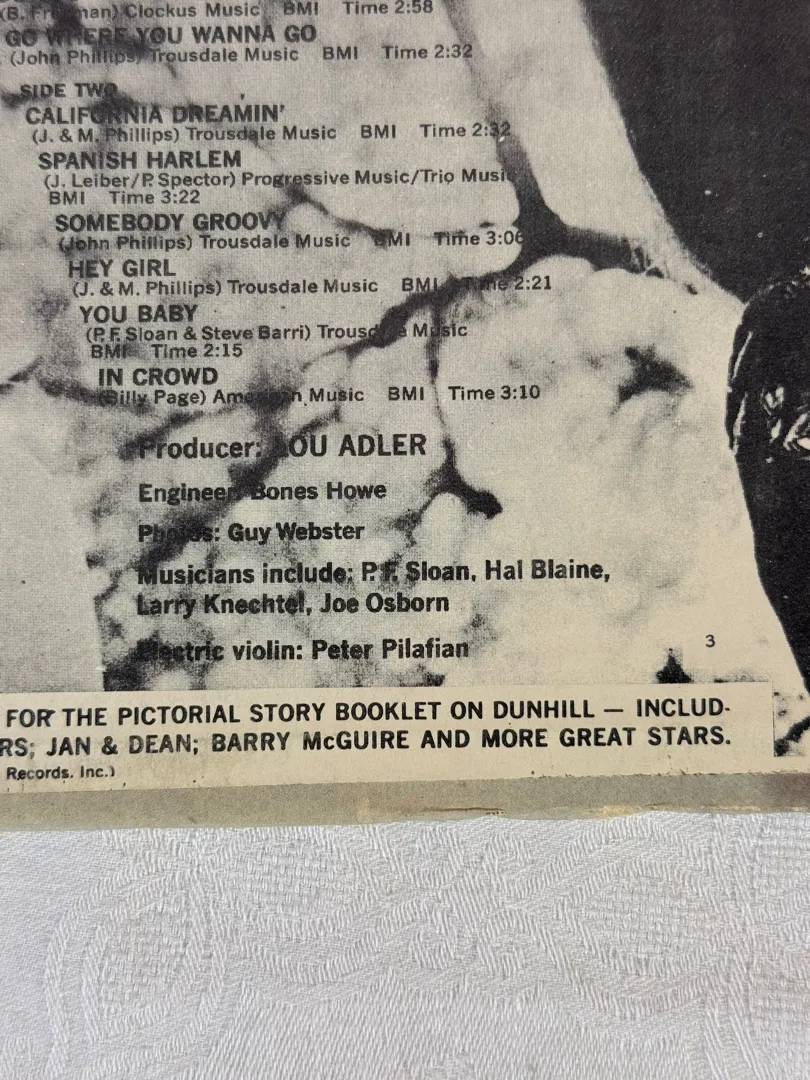 (B. Freeman) Clockus Music BMI Time 2:58
GO WHERE YOU WANNA GO
(John Phillips) Trousdale Music BMI Time 2:32
SIDE TWO
CALIFORNIA DREAMIN'
(J. & M. Phillips) Trousdale Music BMI Time 2:32
SPANISH HARLEM
(J. Leiber/P. Spector) Progressive Music/Trio Music
BMI Time 3:22
SOMEBODY GROOVY
(John Phillips) Trousdale Music BMI Time 3:06
HEY GIRL
(J. & M. Phillips) Trousdale Music BMI Time 2:21
YOU BABY
(P. F. Sloan & Steve Barri) Trousdale Music
BMI Time 2:15
IN CROWD
(Billy Page) American Music BMI Time 3:10
Producer: LOU ADLER
Engineer: Bones Howe
Photos: Guy Webster
Musicians include: P. F. Sloan, Hal Blaine,
Larry Knechtel, Joe Osborn
Electric violin: Peter Pilafian
3
FOR THE PICTORIAL STORY BOOKLET ON DUNHILL — INCLUD-
RS; JAN & DEAN; BARRY McGUIRE AND MORE GREAT STARS.
Records, Inc.)